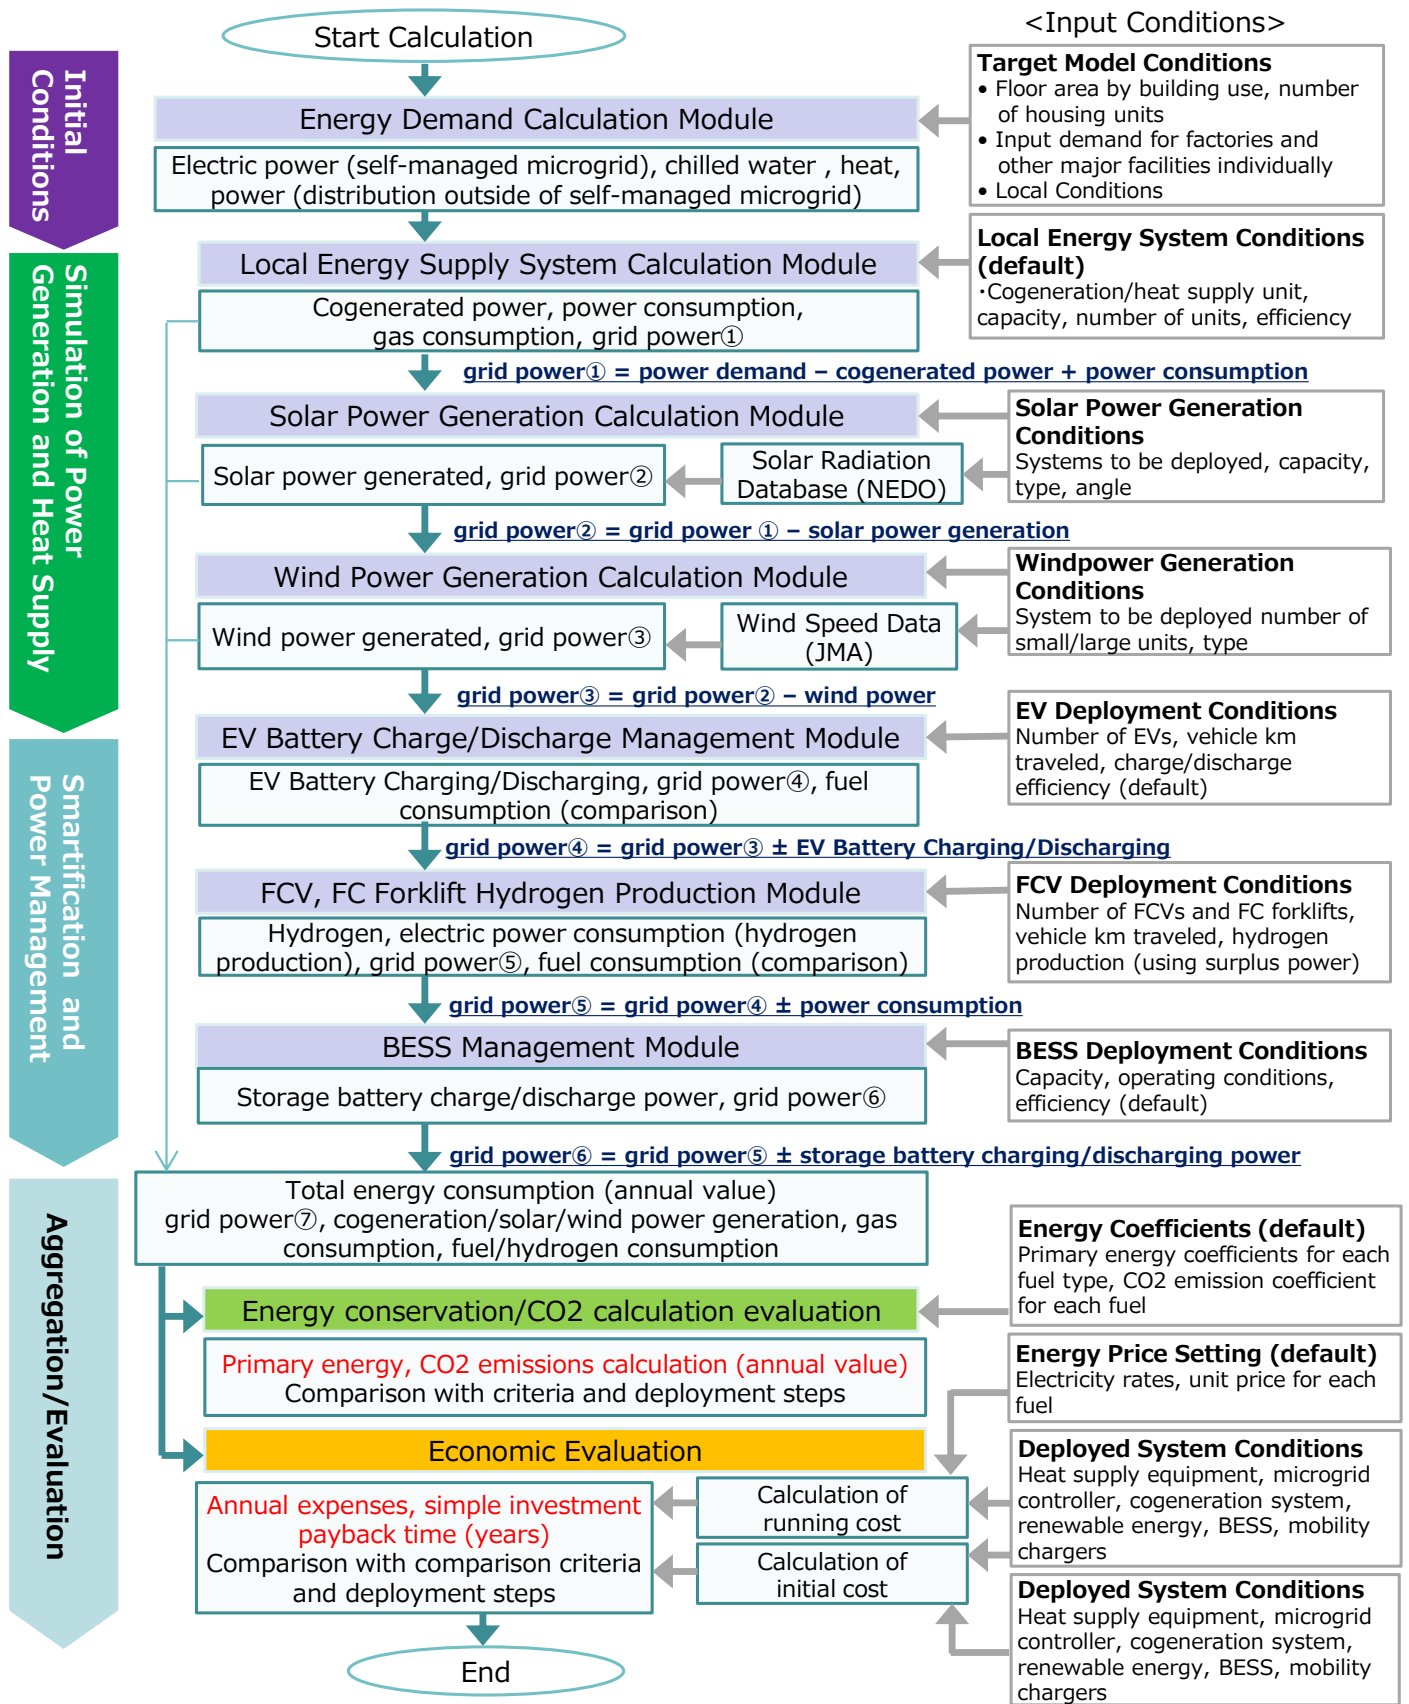 Start Calculation
<Input Conditions>
Initial
Conditions
Energy Demand Calculation Module
Electric power (self-managed microgrid), chilled water , heat,
power (distribution outside of self-managed microgrid)
Target Model Conditions
• Floor area by building use, number
of housing units
• Input demand for factories and
other major facilities individually
• Local Conditions
Simulation of Power
Generation and Heat Supply
Local Energy Supply System Calculation Module
Cogenerated power, power consumption,
gas consumption, grid power①
Local Energy System Conditions
(default)
・Cogeneration/heat supply unit,
capacity, number of units, efficiency
grid power① = power demand – cogenerated power + power consumption
Solar Power Generation Calculation Module
Solar power generated, grid power②
Solar Radiation
Database (NEDO)
Solar Power Generation
Conditions
Systems to be deployed, capacity,
type, angle
grid power② = grid power ① – solar power generation
Wind Power Generation Calculation Module
Wind power generated, grid power③
Wind Speed Data
(JMA)
Windpower Generation
Conditions
System to be deployed number of
small/large units, type
grid power③ = grid power② – wind power
Smartification and
Power Management
EV Battery Charge/Discharge Management Module
EV Battery Charging/Discharging, grid power④, fuel
consumption (comparison)
EV Deployment Conditions
Number of EVs, vehicle km
traveled, charge/discharge
efficiency (default)
grid power④ = grid power③ ± EV Battery Charging/Discharging
FCV, FC Forklift Hydrogen Production Module
Hydrogen, electric power consumption (hydrogen
production), grid power⑤, fuel consumption (comparison)
FCV Deployment Conditions
Number of FCVs and FC forklifts,
vehicle km traveled, hydrogen
production (using surplus power)
grid power⑤ = grid power④ ± power consumption
BESS Management Module
Storage battery charge/discharge power, grid power⑥
BESS Deployment Conditions
Capacity, operating conditions,
efficiency (default)
grid power⑥ = grid power⑤ ± storage battery charging/discharging power
Aggregation/Evaluation
Total energy consumption (annual value)
grid power⑦, cogeneration/solar/wind power generation, gas
consumption, fuel/hydrogen consumption
Energy Coefficients (default)
Primary energy coefficients for each
fuel type, CO2 emission coefficient
for each fuel
Energy conservation/CO2 calculation evaluation
Primary energy, CO2 emissions calculation (annual value)
Comparison with criteria and deployment steps
Energy Price Setting (default)
Electricity rates, unit price for each
fuel
Economic Evaluation
Annual expenses, simple investment
payback time (years)
Comparison with comparison criteria
and deployment steps
Calculation of
running cost
Calculation of
initial cost
Deployed System Conditions
Heat supply equipment, microgrid
controller, cogeneration system,
renewable energy, BESS, mobility
chargers
Deployed System Conditions
Heat supply equipment, microgrid
controller, cogeneration system,
renewable energy, BESS, mobility
chargers
End